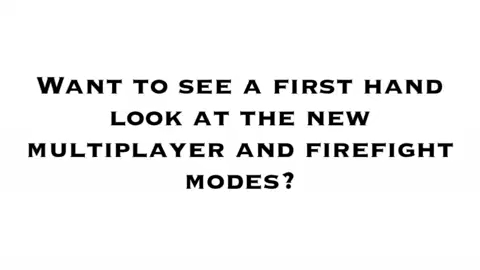 Want to see a first hand
look at the new
multiplayer and firefight
modes?